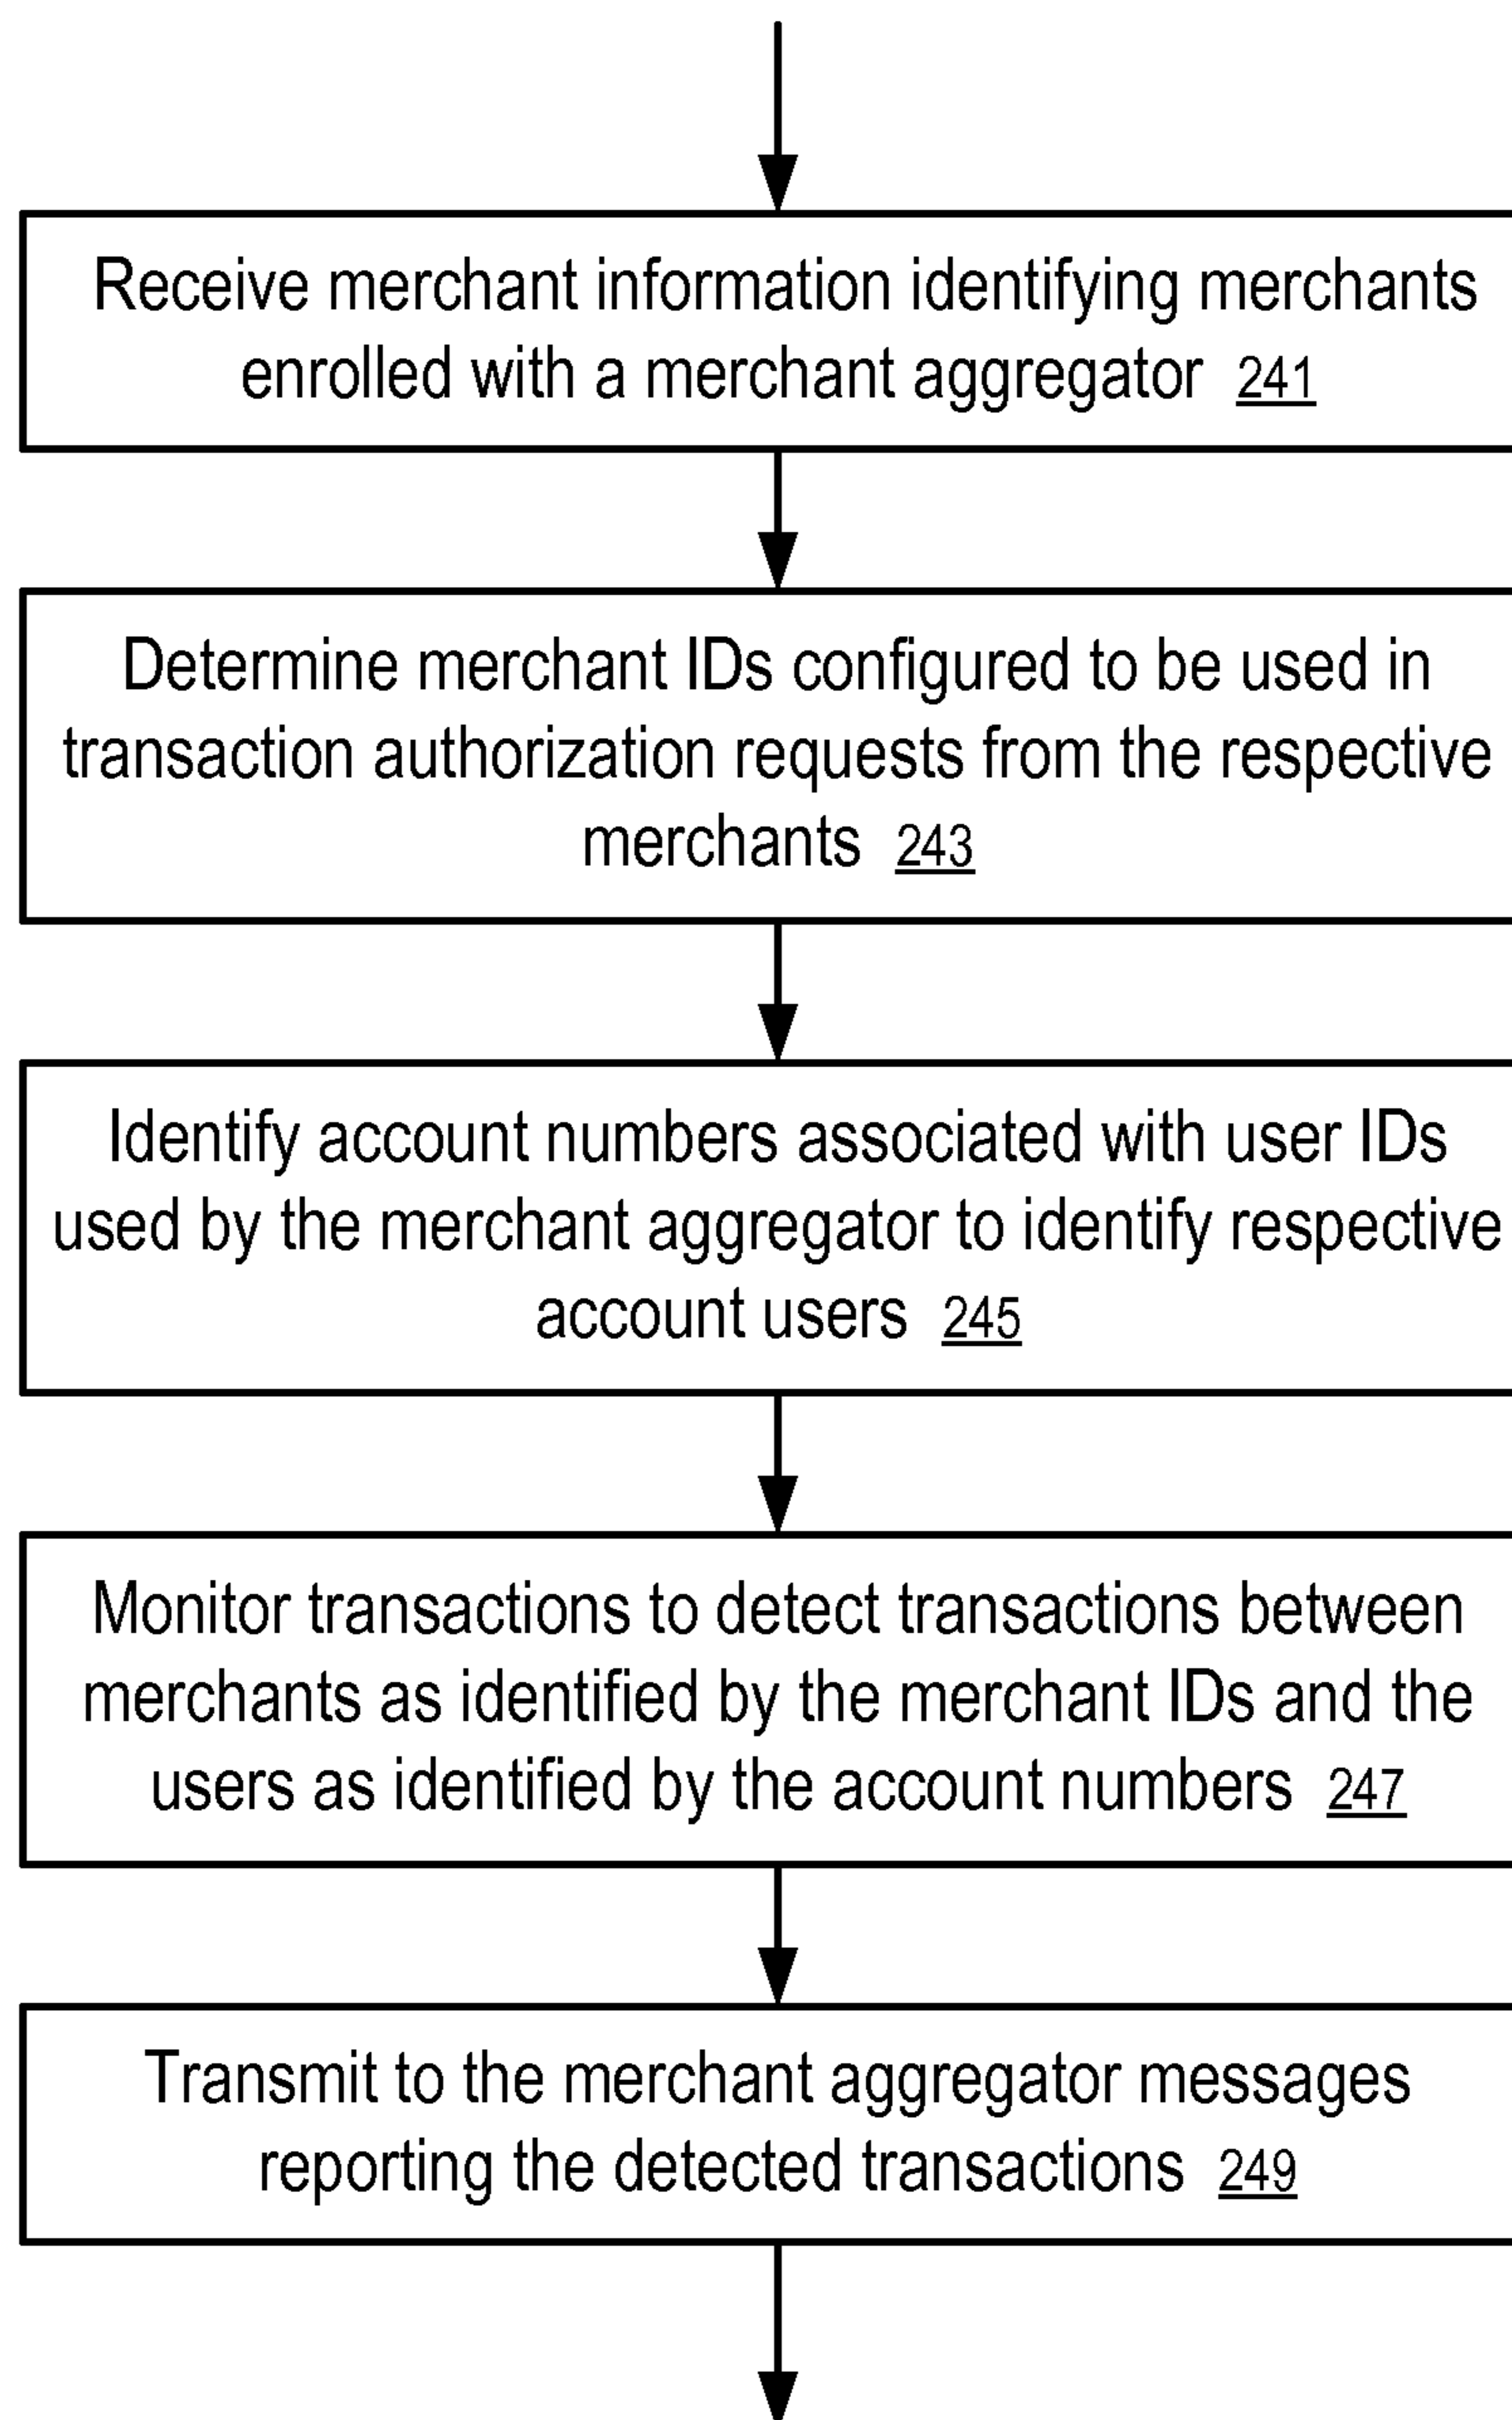 Receive merchant information identifying merchants
enrolled with a merchant aggregator 241
Determine merchant IDs configured to be used in
transaction authorization requests from the respective
merchants 243
Identify account numbers associated with user IDs
used by the merchant aggregator to identify respective
account users 245
Monitor transactions to detect transactions between
merchants as identified by the merchant IDs and the
users as identified by the account numbers 247
Transmit to the merchant aggregator messages
reporting the detected transactions 249